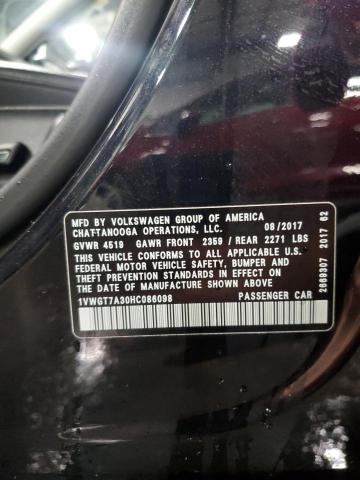 MFD BY VOLKSWAGEN GROUP OF AMERICA
CHATTANOOGA OPERATIONS, LLC. 08/2017
GVWR 4519 GAWR FRONT 2359 / REAR 2271 LBS
THIS VEHICLE CONFORMS TO ALL APPLICABLE U.S.
FEDERAL MOTOR VEHICLE SAFETY, BUMPER AND
THEFT PREVENTION STANDARDS IN EFFECT ON THE
DATE OF MANUFACTURE SHOWN ABOVE.
1VWGT7A30HC086098 PASSENGER CAR
2669307 2017 62